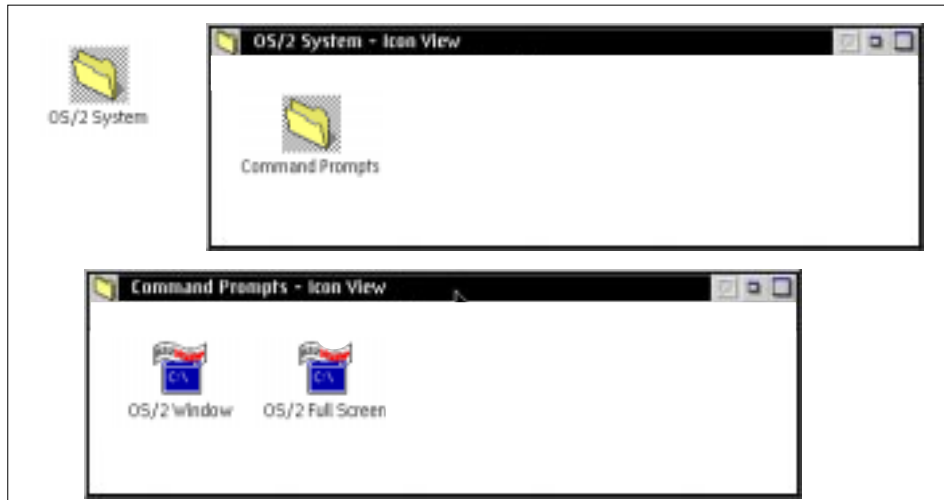 OS/2 System - Icon View
OS/2 System
Command Prompts
Command Prompts - Icon View
C:\
C:\
OS/2 Window
OS/2 Full Screen